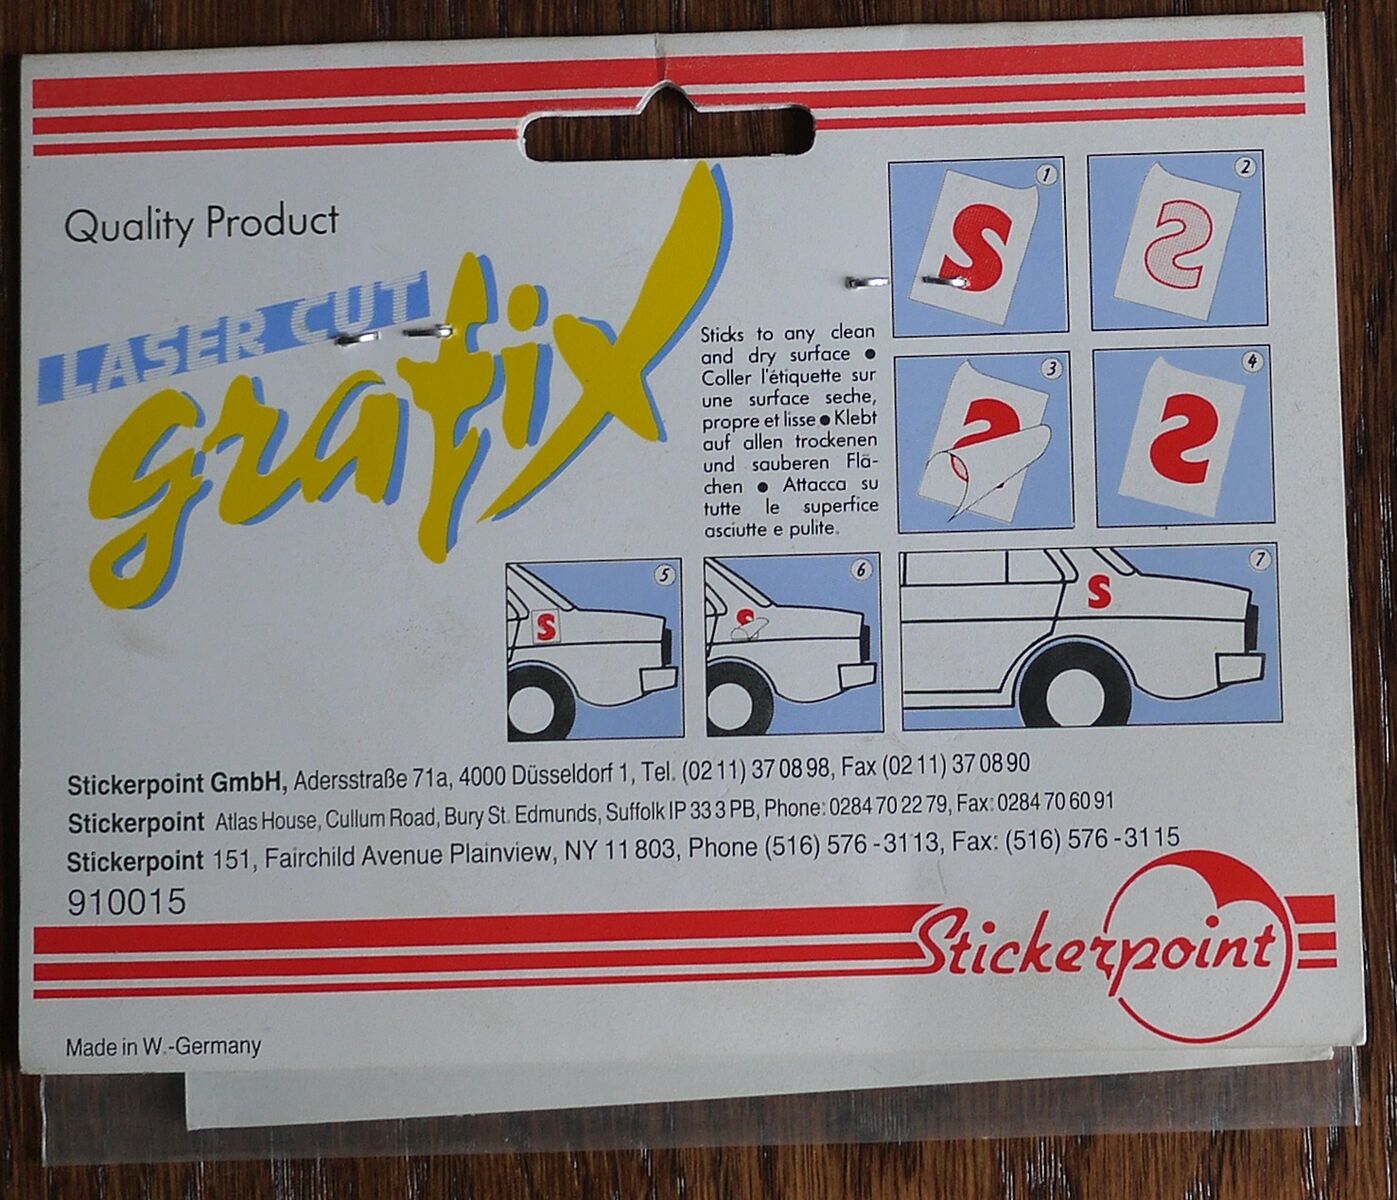 Quality Product
LASER CUT
grafix
Sticks to any clean
and dry surface ●
Coller l'étiquette sur
une surface seche,
propre et lisse ● Klebt
auf allen trockenen
und sauberen Flä-
chen ● Attacca su
tutte le superfice
asciutte e pulite.
1
2
3
4
5
6
7
S
S
S
Stickerpoint GmbH, Adersstraße 71a, 4000 Düsseldorf 1, Tel. (02 11) 37 08 98, Fax (02 11) 37 08 90
Stickerpoint Atlas House, Cullum Road, Bury St. Edmunds, Suffolk IP 33 3 PB, Phone: 0284 70 22 79, Fax: 0284 70 60 91
Stickerpoint 151, Fairchild Avenue Plainview, NY 11 803, Phone (516) 576 - 3113, Fax: (516) 576 - 3115
910015
Stickerpoint
Made in W.-Germany